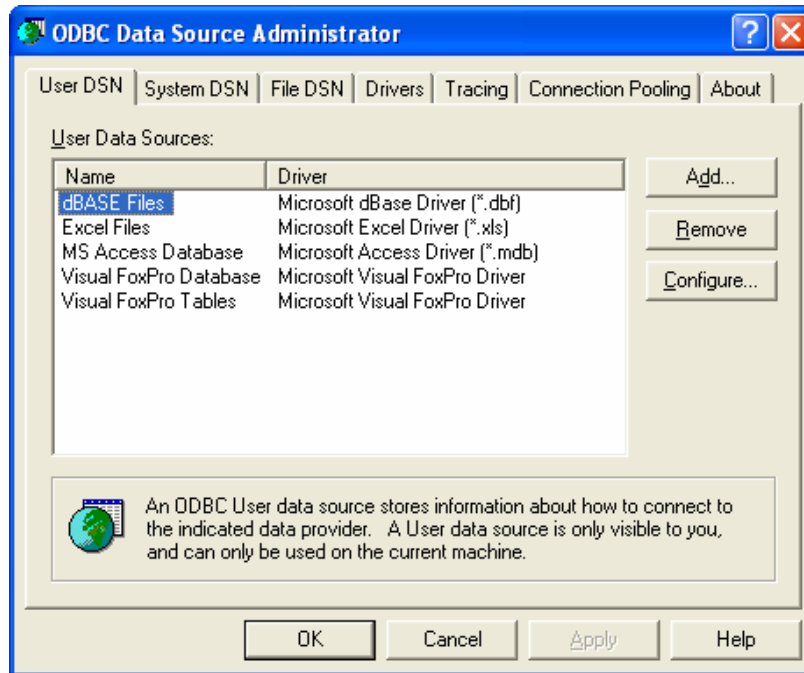 ODBC Data Source Administrator
User DSN System DSN File DSN Drivers Tracing Connection Pooling About
User Data Sources:
Name Driver
dBASE Files Microsoft dBase Driver (*.dbf)
Excel Files Microsoft Excel Driver (*.xls)
MS Access Database Microsoft Access Driver (*.mdb)
Visual FoxPro Database Microsoft Visual FoxPro Driver
Visual FoxPro Tables Microsoft Visual FoxPro Driver
Add...
Remove
Configure...
An ODBC User data source stores information about how to connect to
the indicated data provider. A User data source is only visible to you,
and can only be used on the current machine.
OK Cancel Apply Help